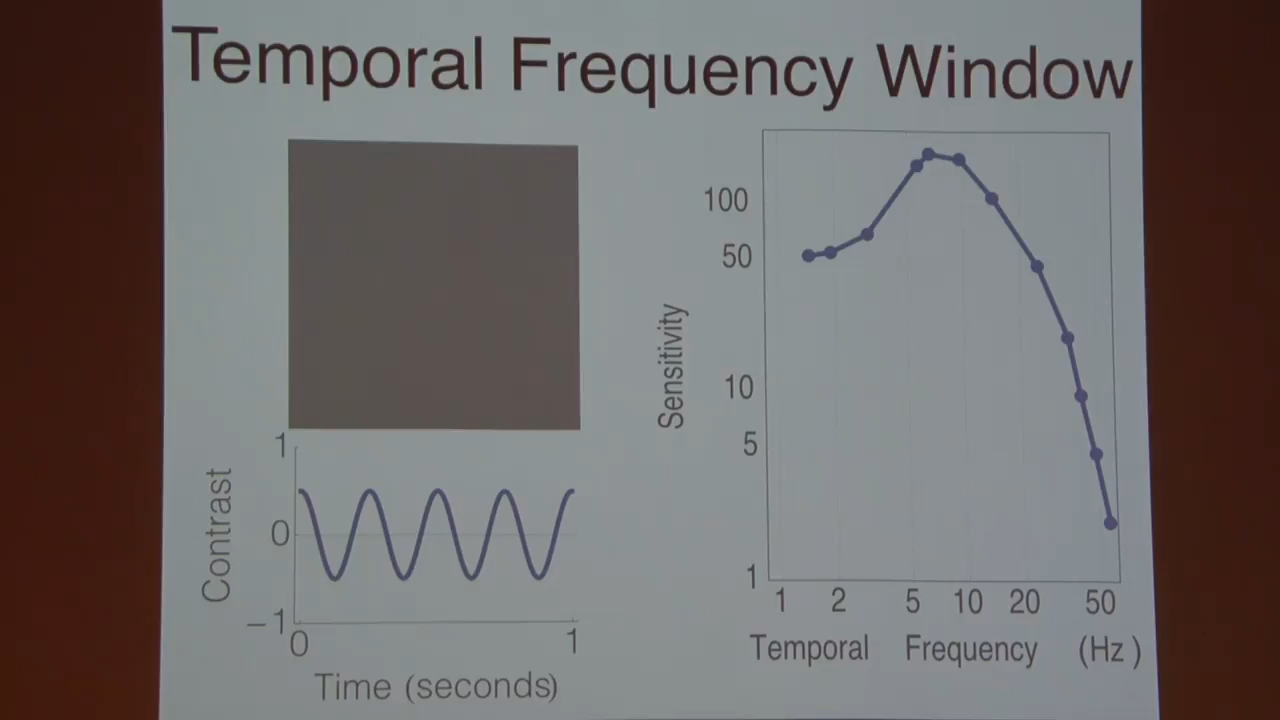 Temporal Frequency Window
1
0
−1
Contrast
0 1
Time (seconds)
100
50
10
5
1
Sensitivity
1 2 5 10 20 50
Temporal Frequency (Hz)